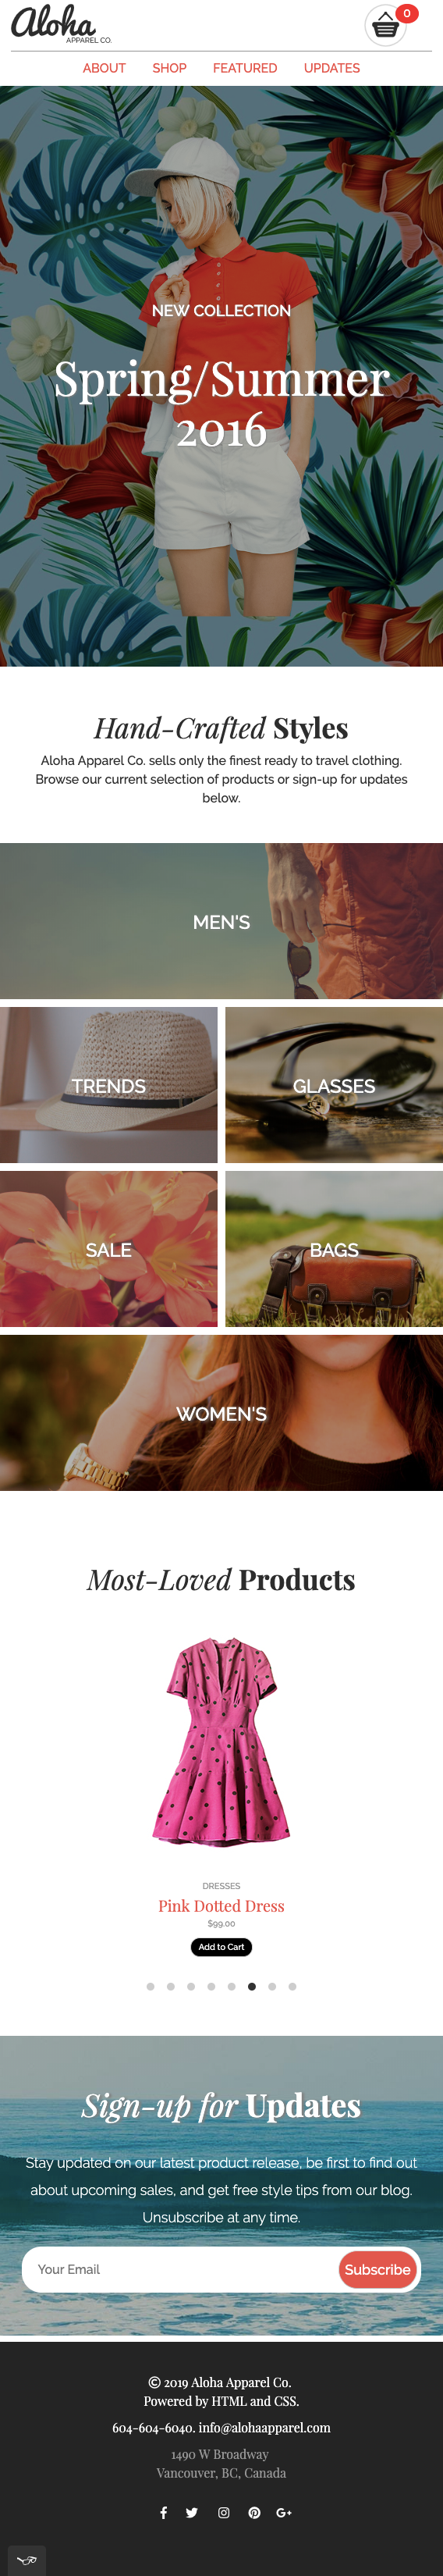 Aloha
APPAREL CO.
0
ABOUT SHOP FEATURED UPDATES
NEW COLLECTION
Spring/Summer
2016
Hand-Crafted Styles
Aloha Apparel Co. sells only the finest ready to travel clothing.
Browse our current selection of products or sign-up for updates
below.
MEN'S
TRENDS
GLASSES
SALE
BAGS
WOMEN'S
Most-Loved Products
DRESSES
Pink Dotted Dress
$99.00
Add to Cart
Sign-up for Updates
Stay updated on our latest product release, be first to find out
about upcoming sales, and get free style tips from our blog.
Unsubscribe at any time.
Your Email
Subscribe
© 2019 Aloha Apparel Co.
Powered by HTML and CSS.
604-604-6040. info@alohaapparel.com
1490 W Broadway
Vancouver, BC, Canada